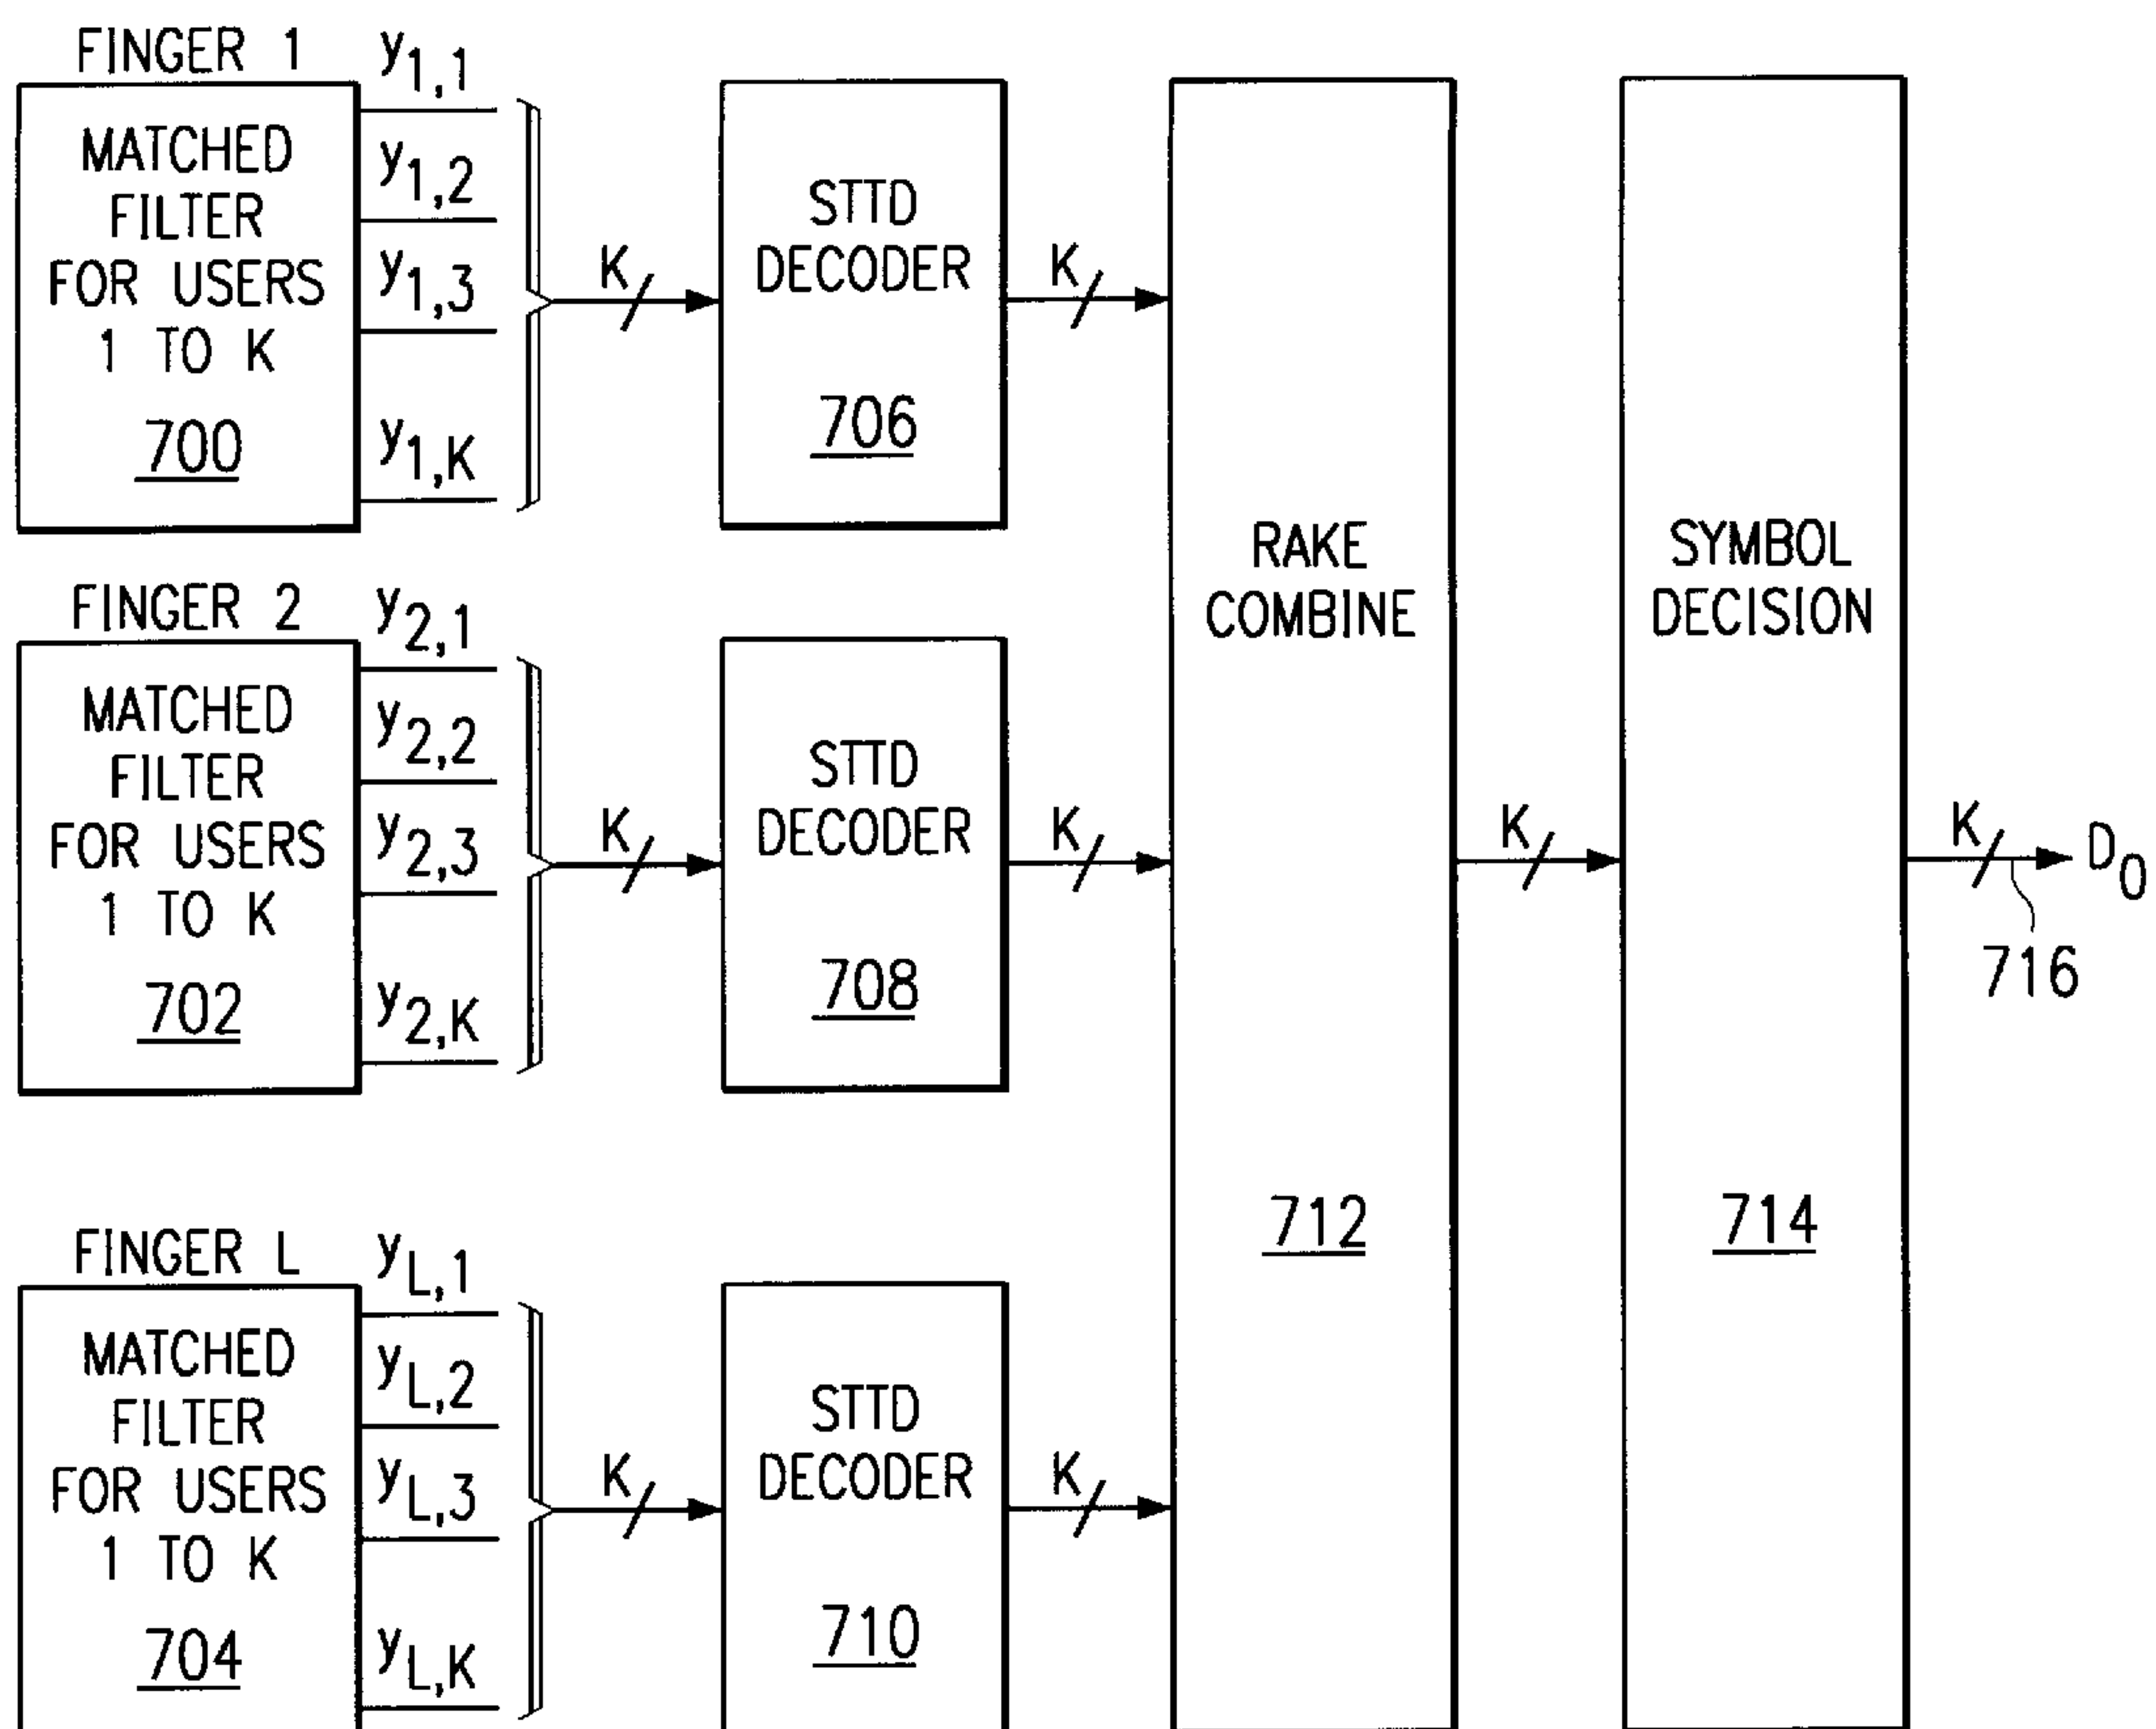 FINGER 1
MATCHED
FILTER
FOR USERS
1 TO K
700
y1,1
y1,2
y1,3
y1,K
K
STTD
DECODER
706
K
FINGER 2
MATCHED
FILTER
FOR USERS
1 TO K
702
y2,1
y2,2
y2,3
y2,K
K
STTD
DECODER
708
K
FINGER L
MATCHED
FILTER
FOR USERS
1 TO K
704
yL,1
yL,2
yL,3
yL,K
K
STTD
DECODER
710
K
RAKE
COMBINE
712
K
SYMBOL
DECISION
714
K
D0
716